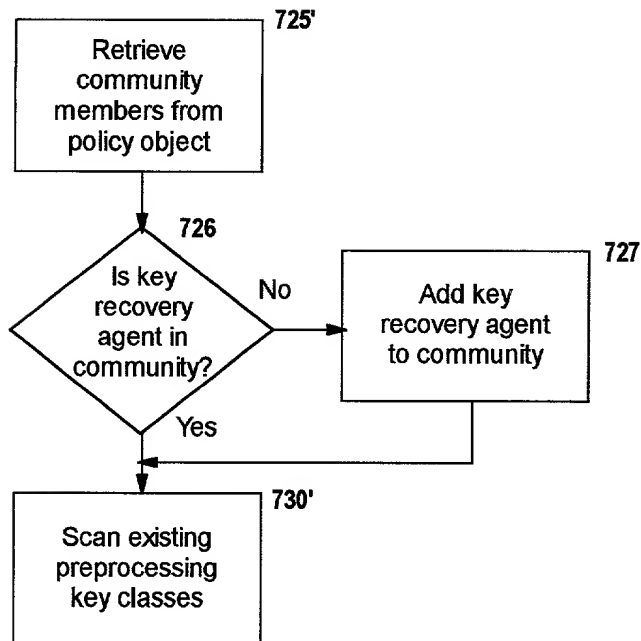 725'
Retrieve
community
members from
policy object
726
Is key
recovery
agent in
community?
No
727
Add key
recovery agent
to community
Yes
730'
Scan existing
preprocessing
key classes